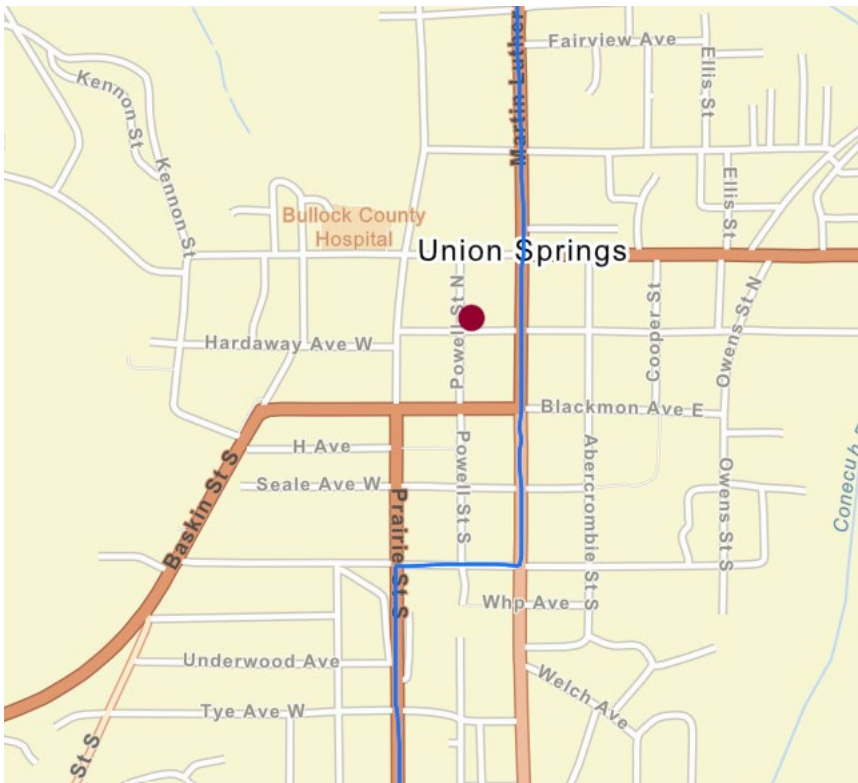 Fairview Ave
Martin Luther
Ellis St
Kennon St
Kennon St
Ellis St
Bullock County
Hospital
Union Springs
Powell St N
Cooper St
Owens St N
Hardaway Ave W
Blackmon Ave E
H Ave
Powell St S
Abercrombie St S
Seale Ave W
Baskin St S
Prairie St S
Owens St S
Conecuh
Whp Ave
Underwood Ave
Welch Ave
Tye Ave W
St S